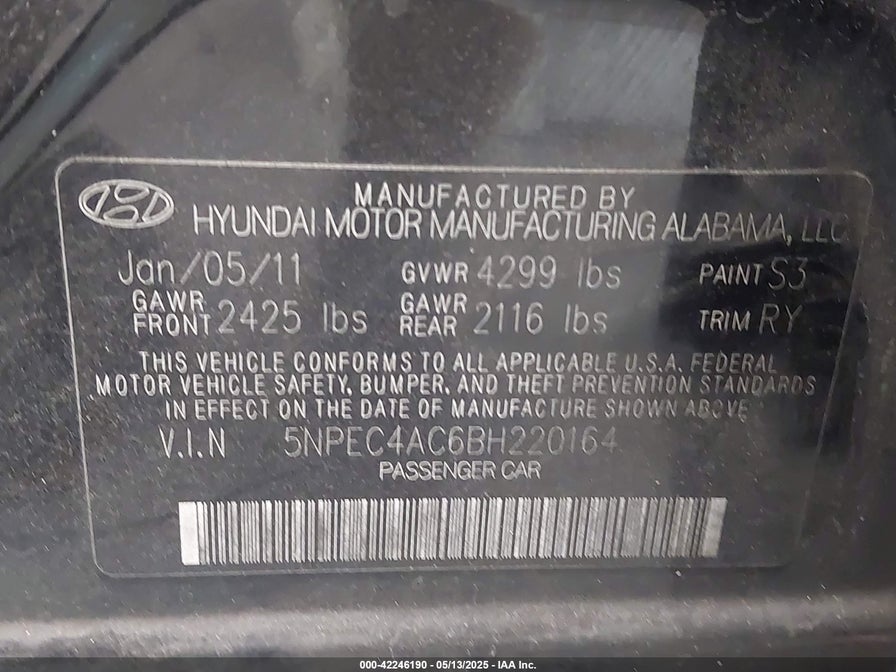 MANUFACTURED BY
HYUNDAI MOTOR MANUFACTURING ALABAMA, LLC
Jan/05/11 GVWR 4299 lbs PAINT S3
GAWR FRONT 2425 lbs GAWR REAR 2116 lbs TRIM RY
THIS VEHICLE CONFORMS TO ALL APPLICABLE U.S.A. FEDERAL
MOTOR VEHICLE SAFETY, BUMPER, AND THEFT PREVENTION STANDARDS
IN EFFECT ON THE DATE OF MANUFACTURE SHOWN ABOVE
V.I.N 5NPEC4AC6BH220164
PASSENGER CAR
000-42246190 - 05/13/2025 - IAA Inc.